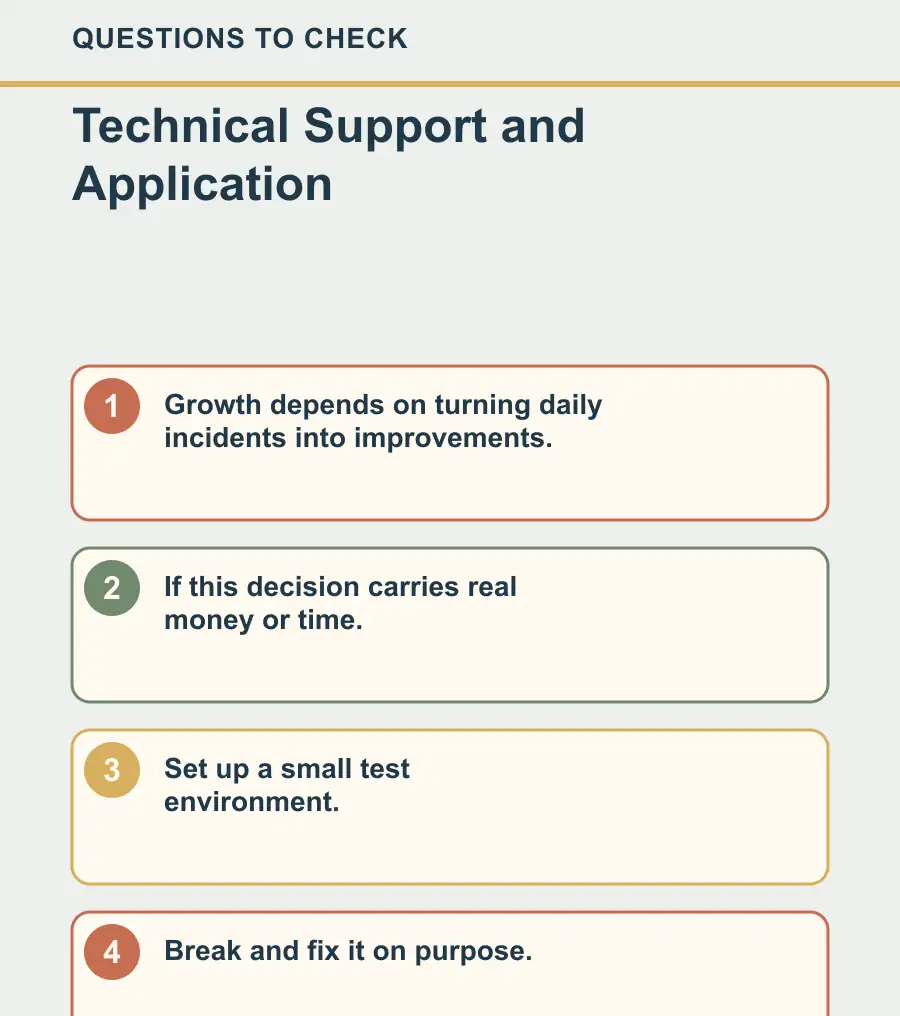 QUESTIONS TO CHECK
Technical Support and
Application
1
Growth depends on turning daily
incidents into improvements.
2
If this decision carries real
money or time.
3
Set up a small test
environment.
4
Break and fix it on purpose.